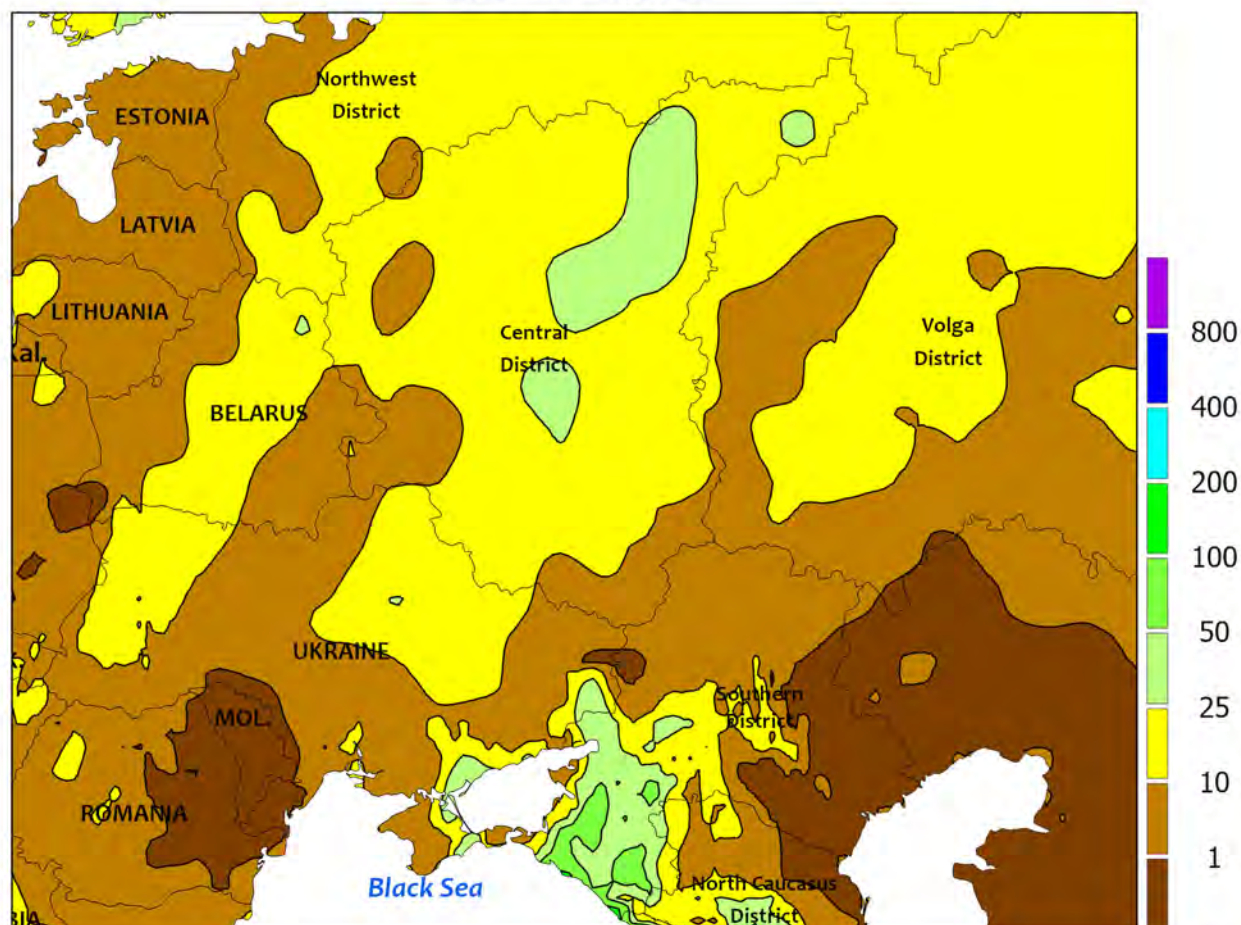 Northwest
District
ESTONIA
LATVIA
LITHUANIA
Kal.
Central
District
Volga
District
BELARUS
UKRAINE
MOL.
Southern
District
ROMANIA
Black Sea
North Caucasus
District
BIA
800
400
200
100
50
25
10
1